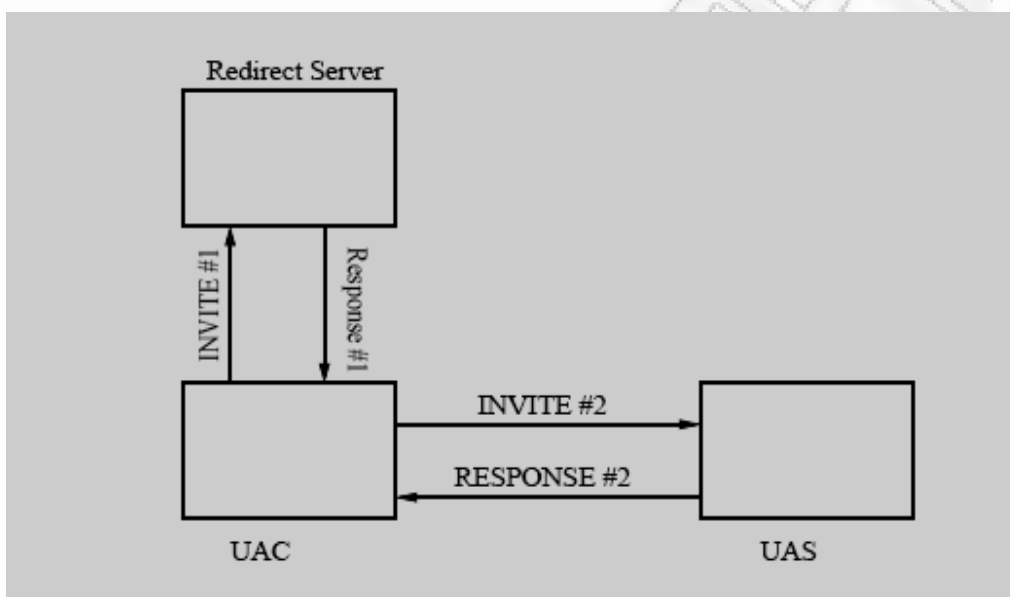 Redirect Server
INVITE #1
Response #1
INVITE #2
RESPONSE #2
UAC
UAS